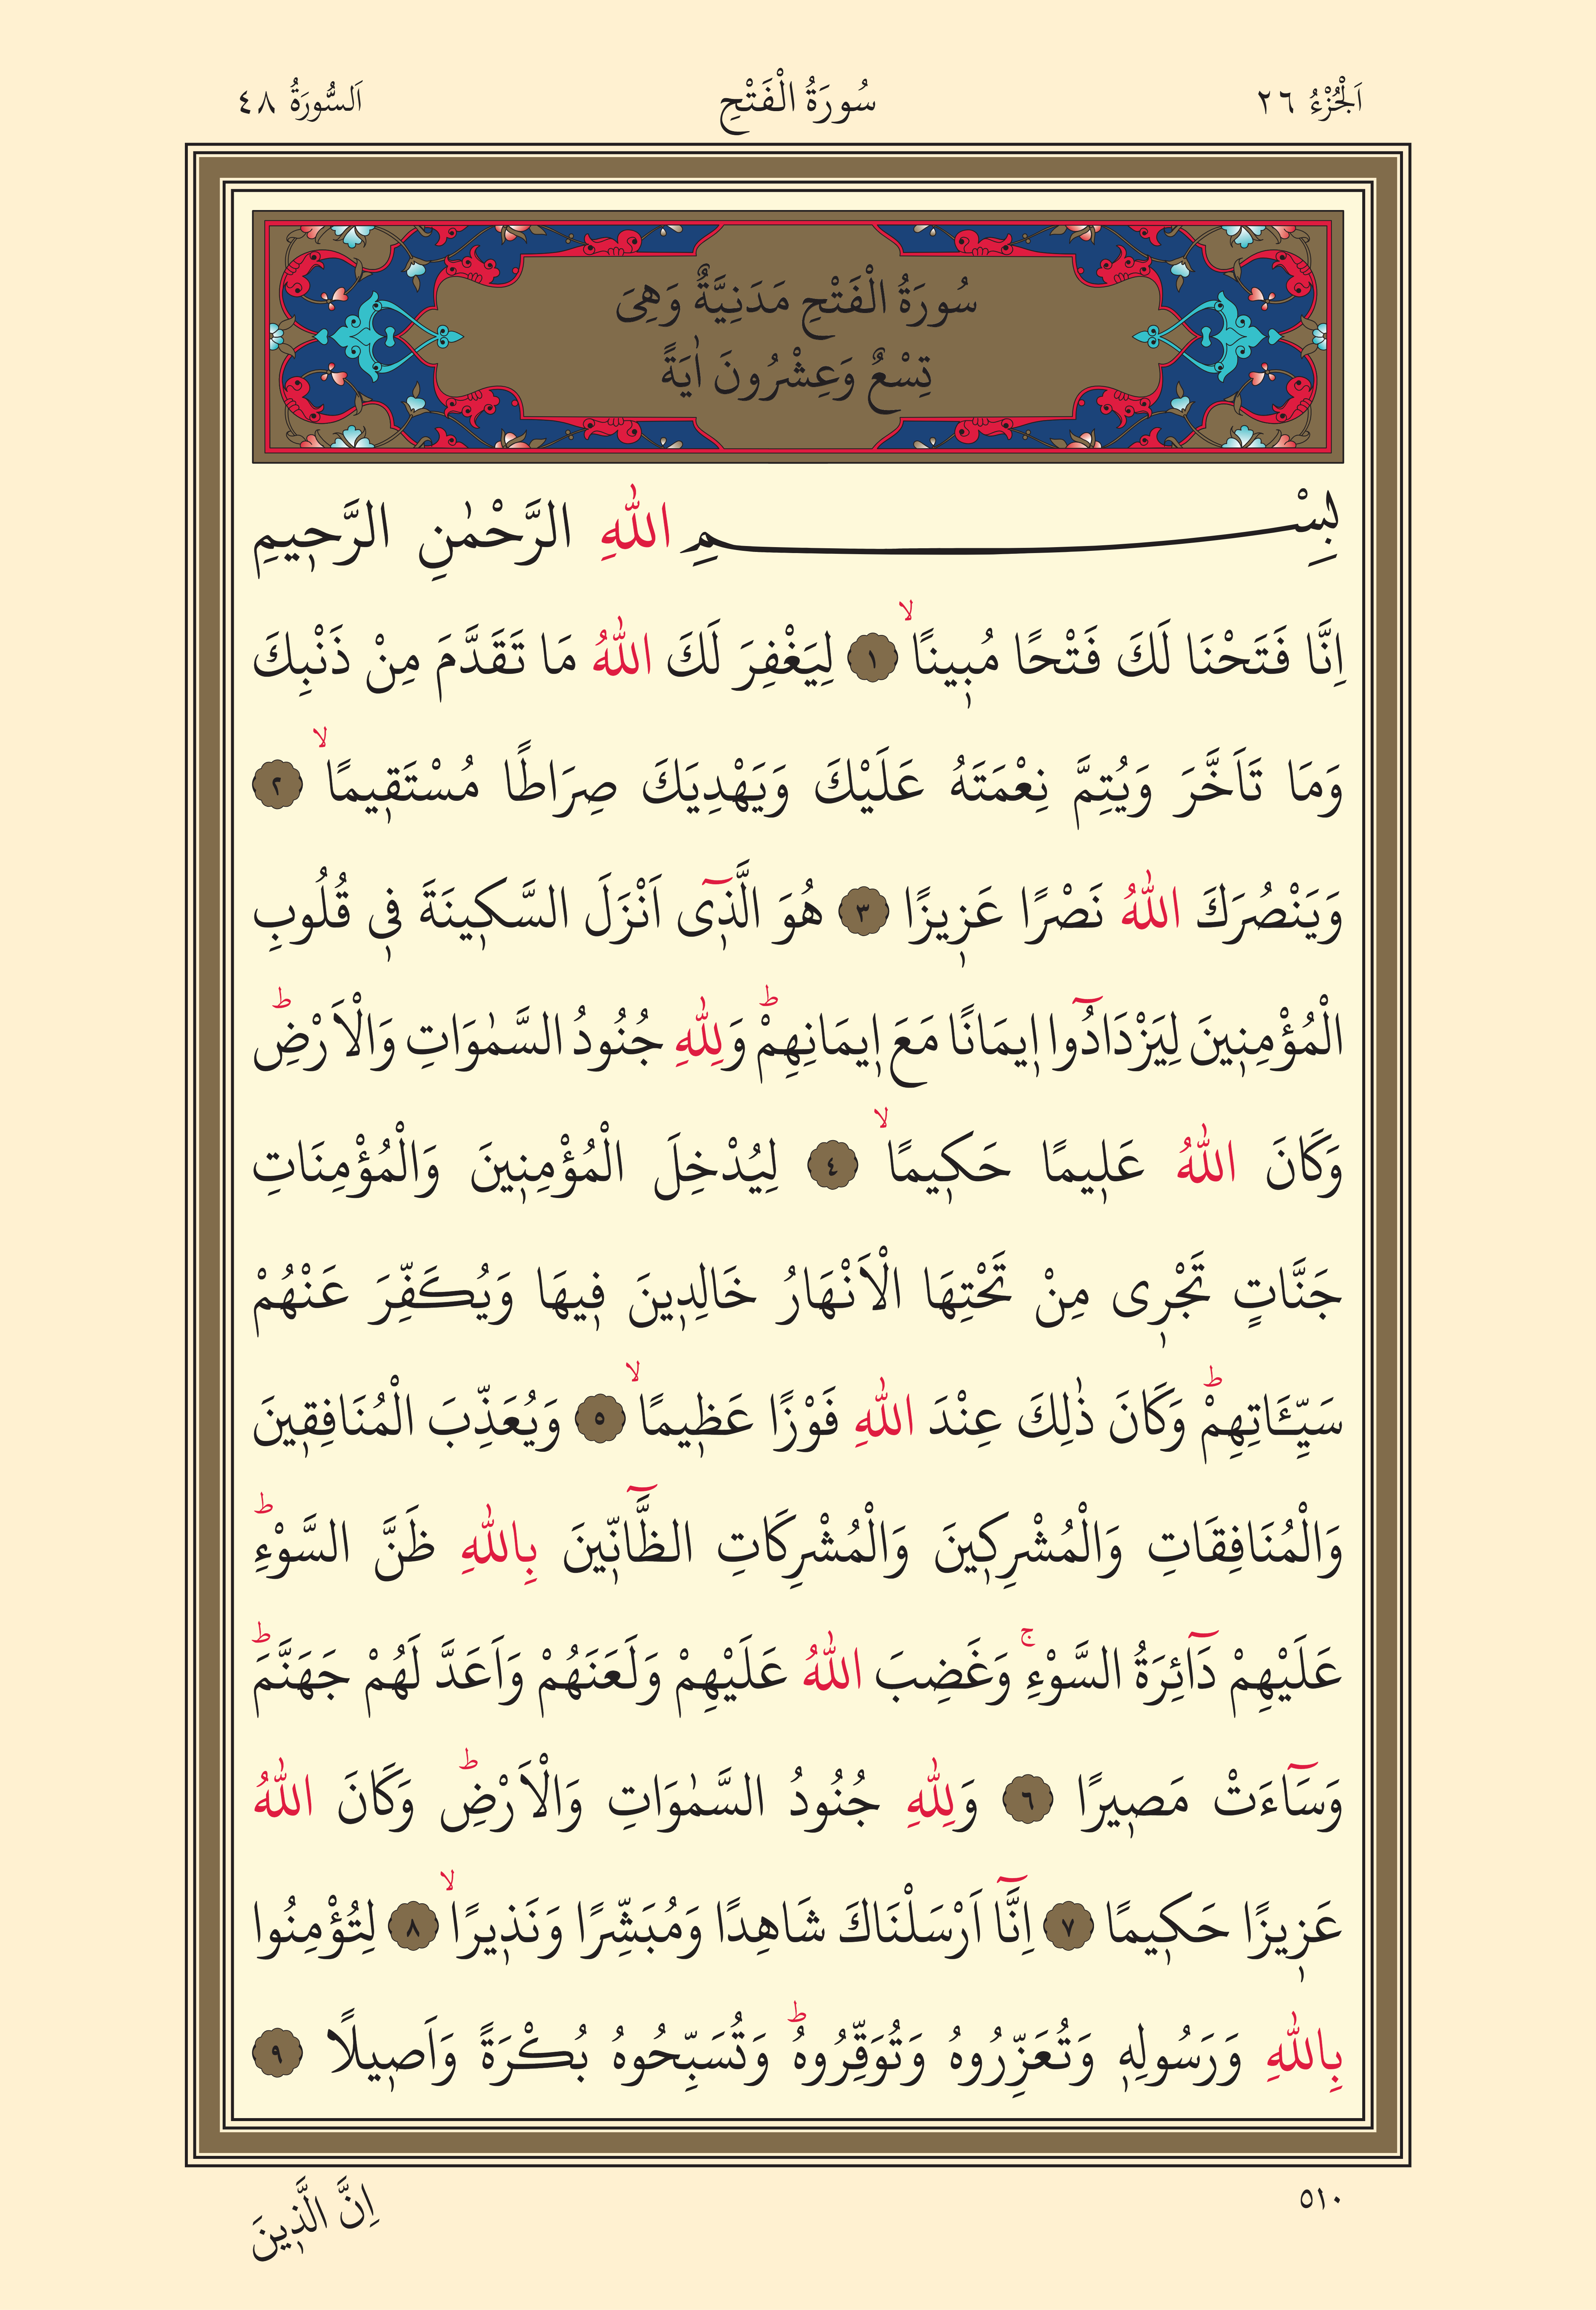 اَلْجُزْءُ ٢٦ سُورَةُ الْفَتْحِ اَلسُّورَةُ ٤٨
سُورَةُ الْفَتْحِ مَدَنِيَّةٌ وَهِيَ
تِسْعٌ وَعِشْرُونَ اٰيَةً
بِسْمِ اللّٰهِ الرَّحْمٰنِ الرَّحٖيمِ
اِنَّا فَتَحْنَا لَكَ فَتْحًا مُبٖينًاۙ ١ لِيَغْفِرَ لَكَ اللّٰهُ مَا تَقَدَّمَ مِنْ ذَنْبِكَ
وَمَا تَاَخَّرَ وَيُتِمَّ نِعْمَتَهُ عَلَيْكَ وَيَهْدِيَكَ صِرَاطًا مُسْتَقٖيمًاۙ ٢
وَيَنْصُرَكَ اللّٰهُ نَصْرًا عَزٖيزًا ٣ هُوَ الَّذٖٓى اَنْزَلَ السَّكٖينَةَ فٖى قُلُوبِ
الْمُؤْمِنٖينَ لِيَزْدَادُٓوا اٖيمَانًا مَعَ اٖيمَانِهِمْؕ وَلِلّٰهِ جُنُودُ السَّمٰوَاتِ وَالْاَرْضِؕ
وَكَانَ اللّٰهُ عَلٖيمًا حَكٖيمًاۙ ٤ لِيُدْخِلَ الْمُؤْمِنٖينَ وَالْمُؤْمِنَاتِ
جَنَّاتٍ تَجْرٖى مِنْ تَحْتِهَا الْاَنْهَارُ خَالِدٖينَ فٖيهَا وَيُكَفِّرَ عَنْهُمْ
سَيِّـَٔاتِهِمْؕ وَكَانَ ذٰلِكَ عِنْدَ اللّٰهِ فَوْزًا عَظٖيمًاۙ ٥ وَيُعَذِّبَ الْمُنَافِقٖينَ
وَالْمُنَافِقَاتِ وَالْمُشْرِكٖينَ وَالْمُشْرِكَاتِ الظَّٓانّٖينَ بِاللّٰهِ ظَنَّ السَّوْءِؕ
عَلَيْهِمْ دَٓائِرَةُ السَّوْءِۚ وَغَضِبَ اللّٰهُ عَلَيْهِمْ وَلَعَنَهُمْ وَاَعَدَّ لَهُمْ جَهَنَّمَؕ
وَسَٓاءَتْ مَصٖيرًا ٦ وَلِلّٰهِ جُنُودُ السَّمٰوَاتِ وَالْاَرْضِؕ وَكَانَ اللّٰهُ
عَزٖيزًا حَكٖيمًا ٧ اِنَّٓا اَرْسَلْنَاكَ شَاهِدًا وَمُبَشِّرًا وَنَذٖيرًاۙ ٨ لِتُؤْمِنُوا
بِاللّٰهِ وَرَسُولِهٖ وَتُعَزِّرُوهُ وَتُوَقِّرُوهُؕ وَتُسَبِّحُوهُ بُكْرَةً وَاَصٖيلًا ٩
٥١٠ اِنَّ الَّذٖينَ